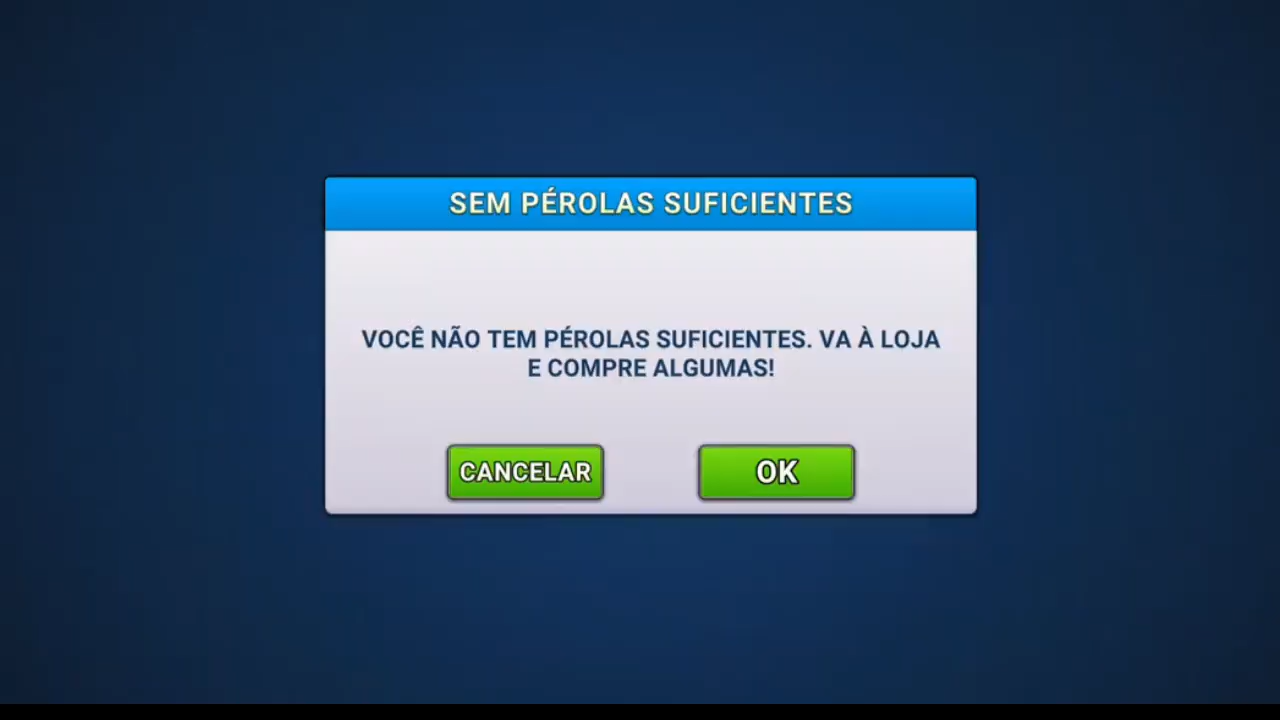 SEM PÉROLAS SUFICIENTES
VOCÊ NÃO TEM PÉROLAS SUFICIENTES. VA À LOJA
E COMPRE ALGUMAS!
CANCELAR
OK